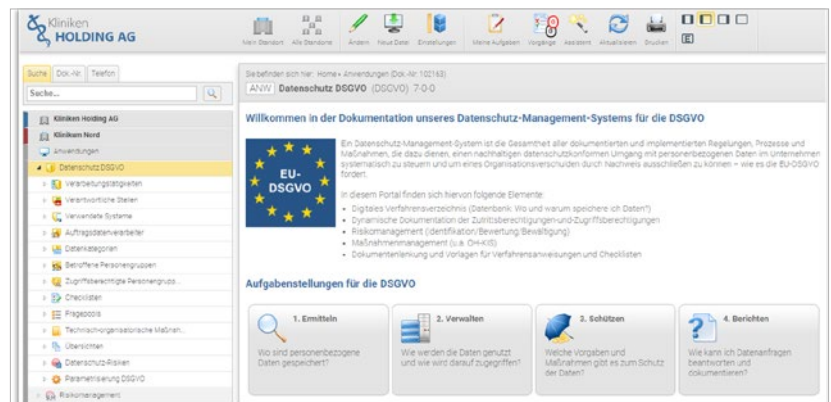 Kliniken
HOLDING AG
Mein Standort Alle Standorte Ändern Neue Datei Einstellungen Meine Aufgaben Vorgänge Assistent Aktualisieren Drucken
Suche Dok.-Nr. Telefon
Suche...
Kliniken Holding AG
Klinikum Nord
Anwendungen
Datenschutz DSGVO
Verarbeitungstätigkeiten
Verantwortliche Stellen
Verwendete Systeme
Auftragsdatenverarbeiter
Datenkategorien
Betroffene Personengruppen
Zugriffsberechtigte Personengrupp...
Checklisten
Fragepools
Technisch-organisatorische Maßnah...
Übersichten
Datenschutz-Risiken
Parametrisierung DSGVO
Risikomanagement
Sie befinden sich hier: Home › Anwendungen (Dok.-Nr. 102163)
ANW Datenschutz DSGVO (DSGVO) 7-0-0
Willkommen in der Dokumentation unseres Datenschutz-Management-Systems für die DSGVO
EU-
DSGVO
Ein Datenschutz-Management-System ist die Gesamtheit aller dokumentierten und implementierten Regelungen, Prozesse und
Maßnahmen, die dazu dienen, einen nachhaltigen datenschutzkonformen Umgang mit personenbezogenen Daten im Unternehmen
systematisch zu steuern und um eines Organisationsverschulden durch Nachweis ausschließen zu können – wie es die EU-DSGVO
fordert.
In diesem Portal finden sich hiervon folgende Elemente:
• Digitales Verfahrensverzeichnis (Datenbank: Wo und warum speichere ich Daten?)
• Dynamische Dokumentation der Zutrittsberechtigungen-und-Zugriffsberechtigungen
• Risikomanagement (Identifikation/Bewertung/Bewältigung)
• Maßnahmenmanagement (u.a. OH-KIS)
• Dokumentenlenkung und Vorlagen für Verfahrensanweisungen und Checklisten
Aufgabenstellungen für die DSGVO
1. Ermitteln
Wo sind personenbezogene
Daten gespeichert?
2. Verwalten
Wie werden die Daten genutzt
und wie wird darauf zugegriffen?
3. Schützen
Welche Vorgaben und
Maßnahmen gibt es zum Schutz
der Daten?
4. Berichten
Wie kann ich Datenanfragen
beantworten und
dokumentieren?